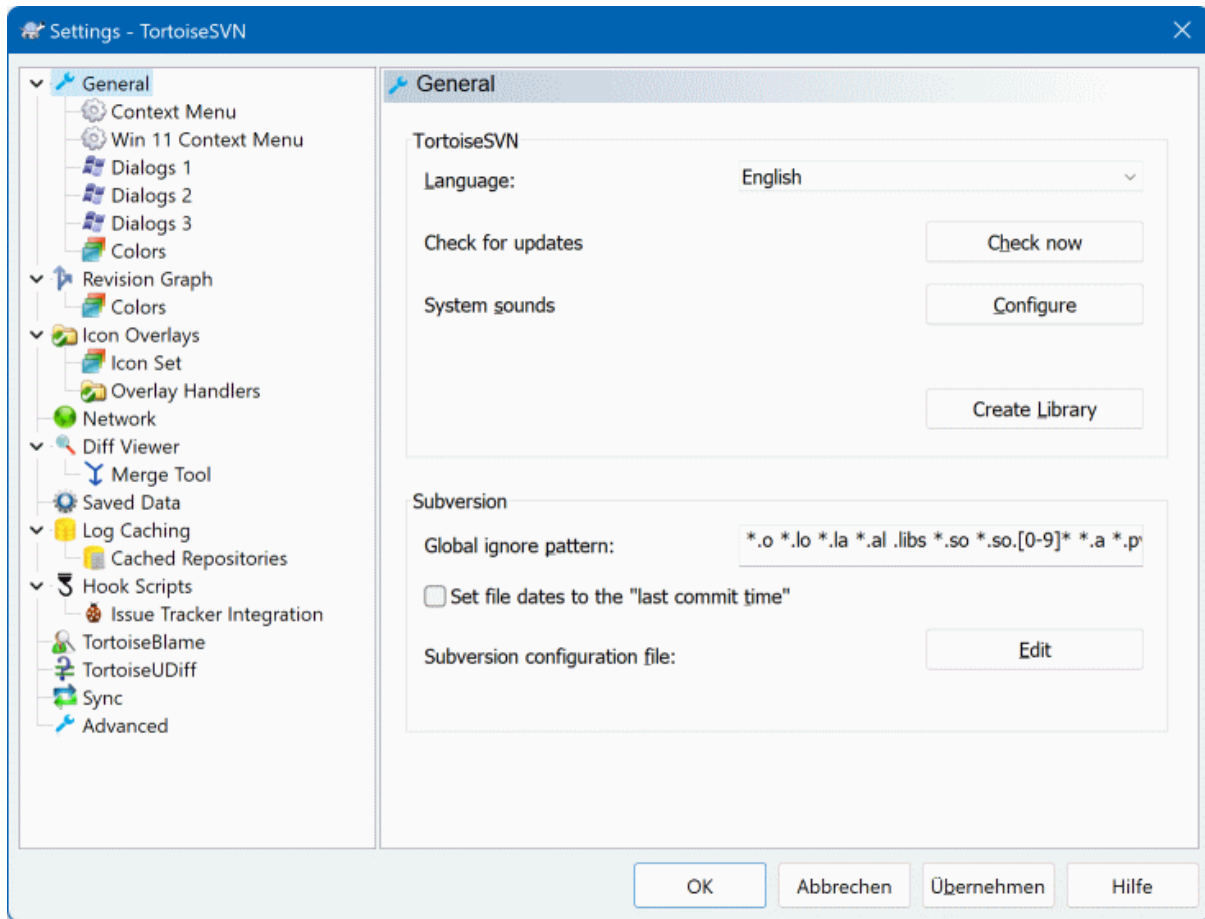 Settings - TortoiseSVN
General
Context Menu
Win 11 Context Menu
Dialogs 1
Dialogs 2
Dialogs 3
Colors
Revision Graph
Colors
Icon Overlays
Icon Set
Overlay Handlers
Network
Diff Viewer
Merge Tool
Saved Data
Log Caching
Cached Repositories
Hook Scripts
Issue Tracker Integration
TortoiseBlame
TortoiseUDiff
Sync
Advanced
General
TortoiseSVN
Language: English
Check for updates Check now
System sounds Configure
Create Library
Subversion
Global ignore pattern: *.o *.lo *.la *.al .libs *.so *.so.[0-9]* *.a
Set file dates to the "last commit time"
Subversion configuration file: Edit
OK Abbrechen Übernehmen Hilfe